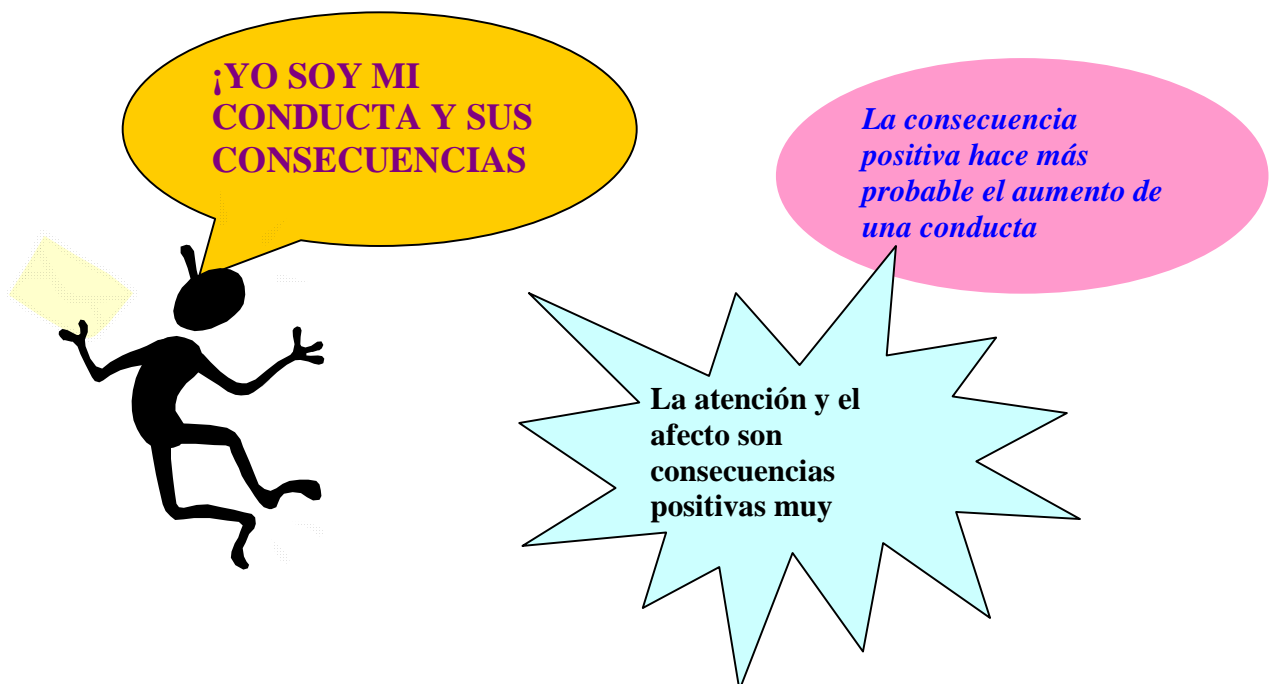 ¡YO SOY MI
CONDUCTA Y SUS
CONSECUENCIAS
La consecuencia
positiva hace más
probable el aumento de
una conducta
La atención y el
afecto son
consecuencias
positivas muy